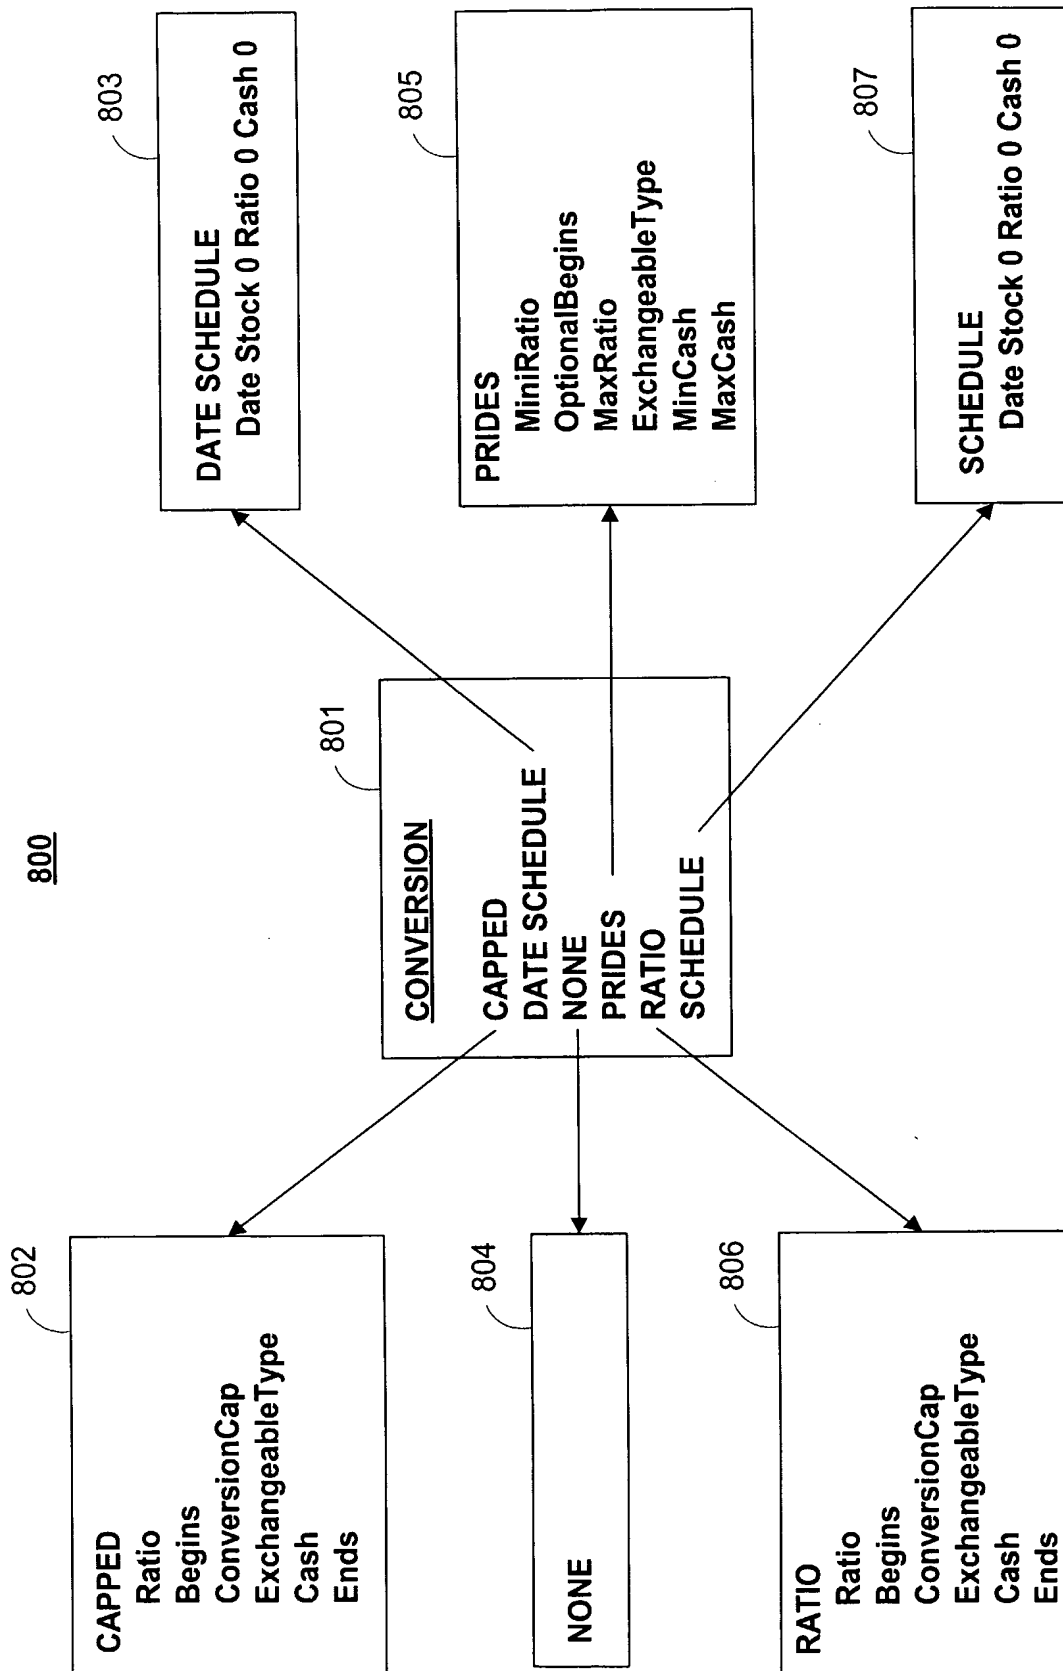 800
801
CONVERSION
CAPPED
DATE SCHEDULE
NONE
PRIDES
RATIO
SCHEDULE
802
CAPPED
Ratio
Begins
ConversionCap
ExchangeableType
Cash
Ends
803
DATE SCHEDULE
Date Stock 0 Ratio 0 Cash 0
804
NONE
805
PRIDES
MiniRatio
OptionalBegins
MaxRatio
ExchangeableType
MinCash
MaxCash
806
RATIO
Ratio
Begins
ConversionCap
ExchangeableType
Cash
Ends
807
SCHEDULE
Date Stock 0 Ratio 0 Cash 0